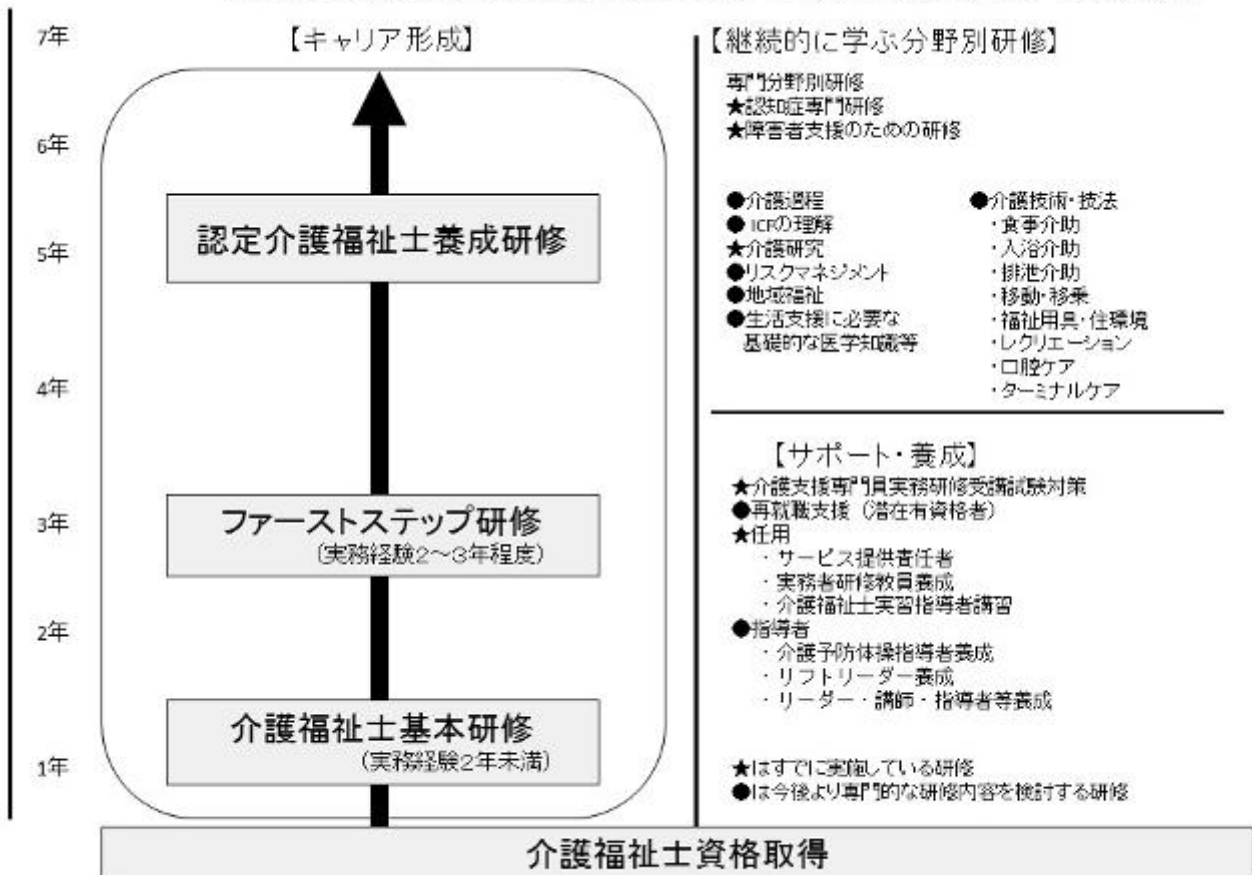 7年
6年
5年
4年
3年
2年
1年
【キャリア形成】
認定介護福祉士養成研修
ファーストステップ研修
(実務経験2~3年程度)
介護福祉士基本研修
(実務経験2年未満)
【継続的に学ぶ分野別研修】
専門分野別研修
★認知症専門研修
★障害者支援のための研修
●介護過程
●ICFの理解
★介護研究
●リスクマネジメント
●地域福祉
●生活支援に必要な
基礎的な医学知識等
●介護技術・技法
・食事介助
・入浴介助
・排泄介助
・移動・移乗
・福祉用具・住環境
・レクリエーション
・口腔ケア
・ターミナルケア
【サポート・養成】
★介護支援専門員実務研修受講試験対策
●再就職支援(潜在有資格者)
★任用
・サービス提供責任者
・実務者研修教員養成
・介護福祉士実習指導者講習
●指導者
・介護予防体操指導者養成
・リフトリーダー養成
・リーダー・講師・指導者等養成
★はすでに実施している研修
●は今後より専門的な研修内容を検討する研修
介護福祉士資格取得